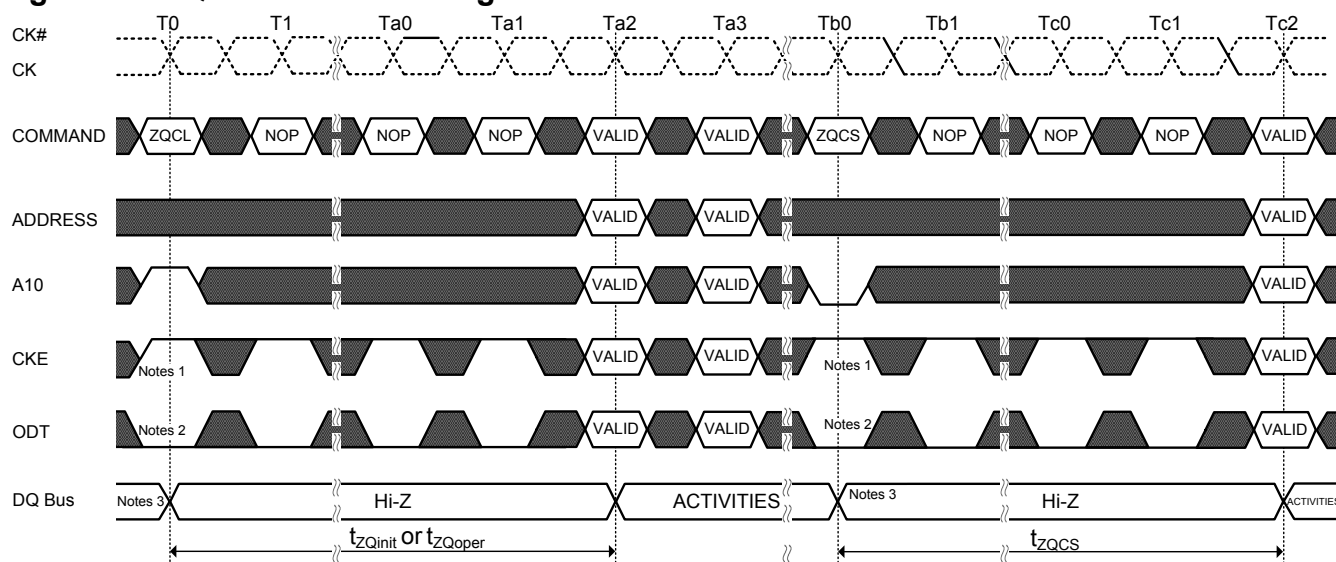 T0 T1 Ta0 Ta1 Ta2 Ta3 Tb0 Tb1 Tc0 Tc1 Tc2
CK#
CK
COMMAND ZQCL NOP NOP NOP VALID VALID ZQCS NOP NOP NOP VALID
ADDRESS VALID VALID VALID
A10 VALID VALID VALID
CKE Notes 1 VALID VALID Notes 1 VALID
ODT Notes 2 VALID VALID Notes 2 VALID
DQ Bus Notes 3 Hi-Z ACTIVITIES Notes 3 Hi-Z ACTIVITIES
tZQinit or tZQoper tZQCS